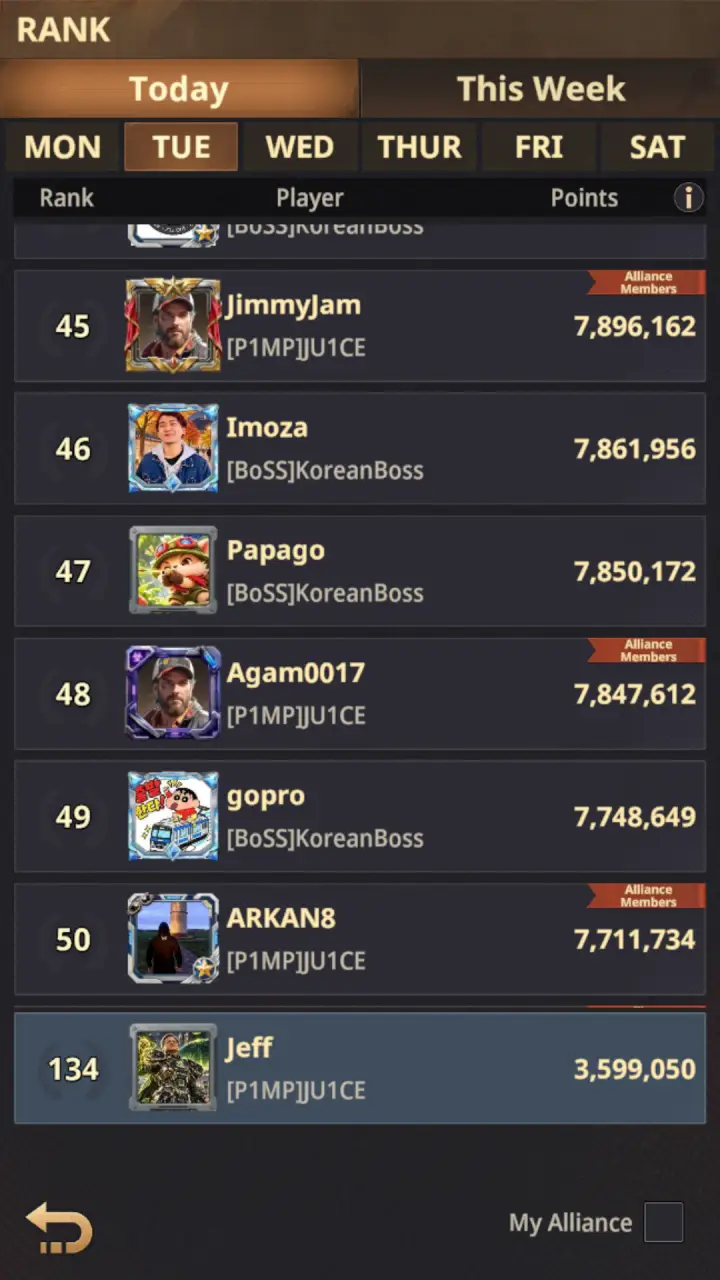 RANK
Today
This Week
MON
TUE
WED
THUR
FRI
SAT
Rank
Player
Points
i
[BoSS]KoreanBoss
45
JimmyJam
[P1MP]JU1CE
Alliance
Members
7,896,162
46
Imoza
[BoSS]KoreanBoss
7,861,956
47
Papago
[BoSS]KoreanBoss
7,850,172
48
Agam0017
[P1MP]JU1CE
Alliance
Members
7,847,612
49
gopro
[BoSS]KoreanBoss
7,748,649
50
ARKAN8
[P1MP]JU1CE
Alliance
Members
7,711,734
134
Jeff
[P1MP]JU1CE
3,599,050
My Alliance